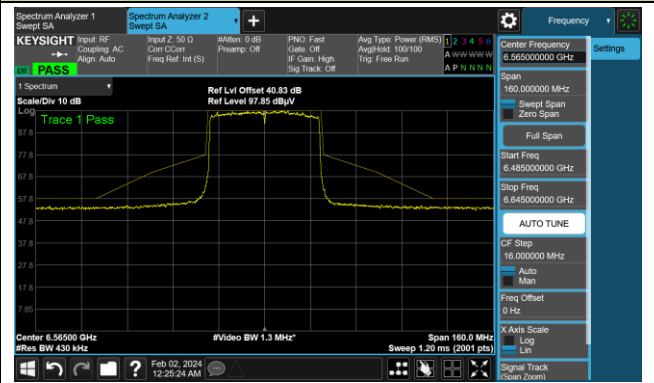 Spectrum Analyzer 1
Swept SA
Spectrum Analyzer 2
Swept SA
Frequency
KEYSIGHT
Input: RF
Coupling: AC
Align: Auto
Input Z: 50 Ω
Corr CCorr
Freq Ref: Int (S)
#Atten: 0 dB
Preamp: Off
PNO: Fast
Gate: Off
IF Gain: High
Sig Track: Off
Avg Type: Power (RMS)
Avg|Hold: 100/100
Trig: Free Run
1 2 3 4 5 6
A W W W W W
A P N N N N
PASS
Center Frequency
6.565000000 GHz
Settings
Span
160.000000 MHz
Swept Span
Zero Span
Full Span
Start Freq
6.485000000 GHz
Stop Freq
6.645000000 GHz
AUTO TUNE
CF Step
16.000000 MHz
Auto
Man
Freq Offset
0 Hz
X Axis Scale
Log
Lin
Signal Track
(Span Zoom)
1 Spectrum
Scale/Div 10 dB
Ref Lvl Offset 40.83 dB
Ref Level 97.85 dBµV
Log
Trace 1 Pass
87.8
77.8
67.8
57.8
47.8
37.8
27.8
17.8
7.85
Center 6.56500 GHz
#Video BW 1.3 MHz*
Span 160.0 MHz
#Res BW 430 kHz
Sweep 1.20 ms (2001 pts)
Feb 02, 2024
12:25:24 AM